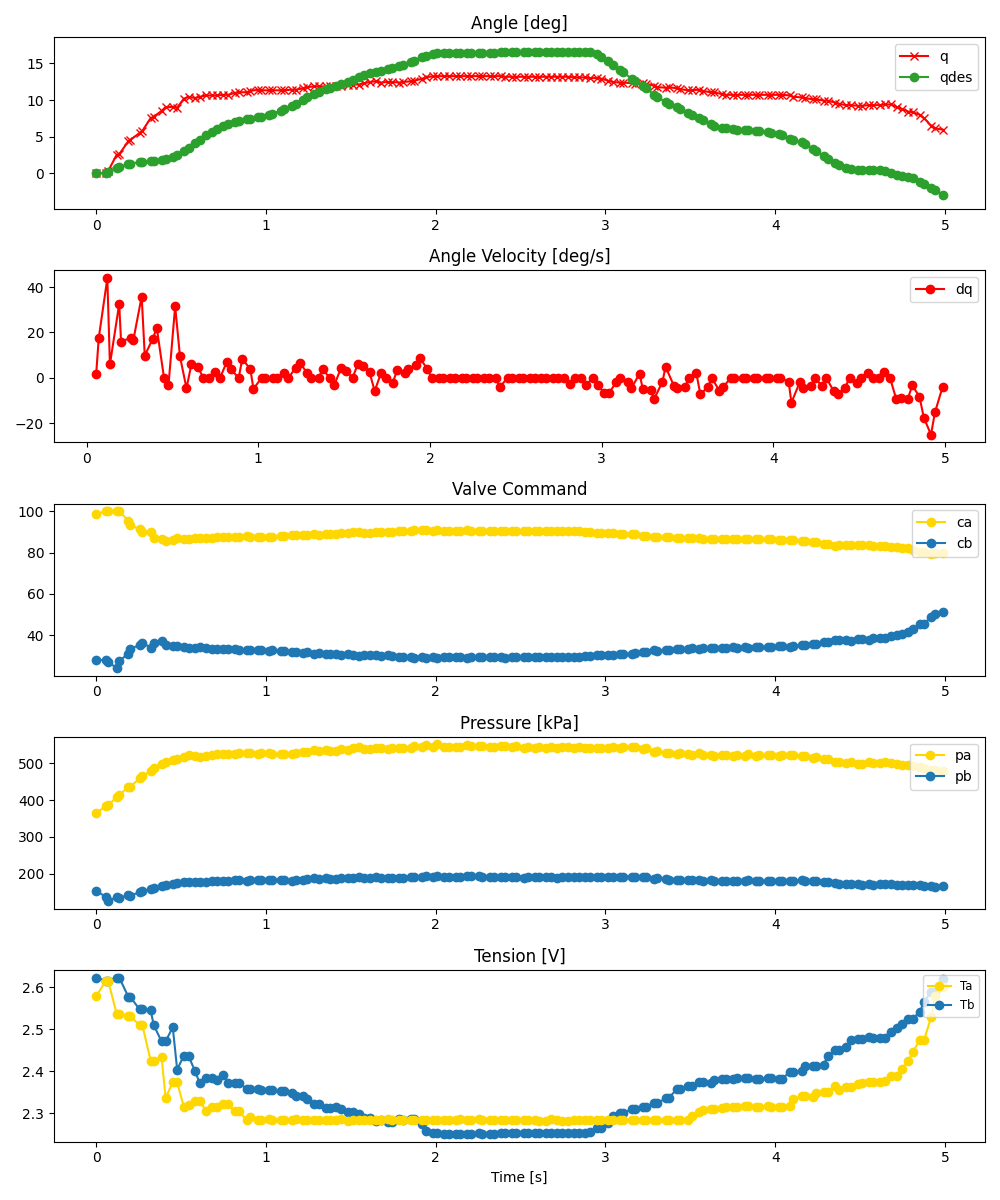 Angle [deg]
15
10
5
0
q
qdes
0 1 2 3 4 5
Angle Velocity [deg/s]
40
20
0
−20
dq
0 1 2 3 4 5
Valve Command
100
80
60
40
ca
cb
0 1 2 3 4 5
Pressure [kPa]
500
400
300
200
pa
pb
0 1 2 3 4 5
Tension [V]
2.6
2.5
2.4
2.3
Ta
Tb
0 1 2 3 4 5
Time [s]